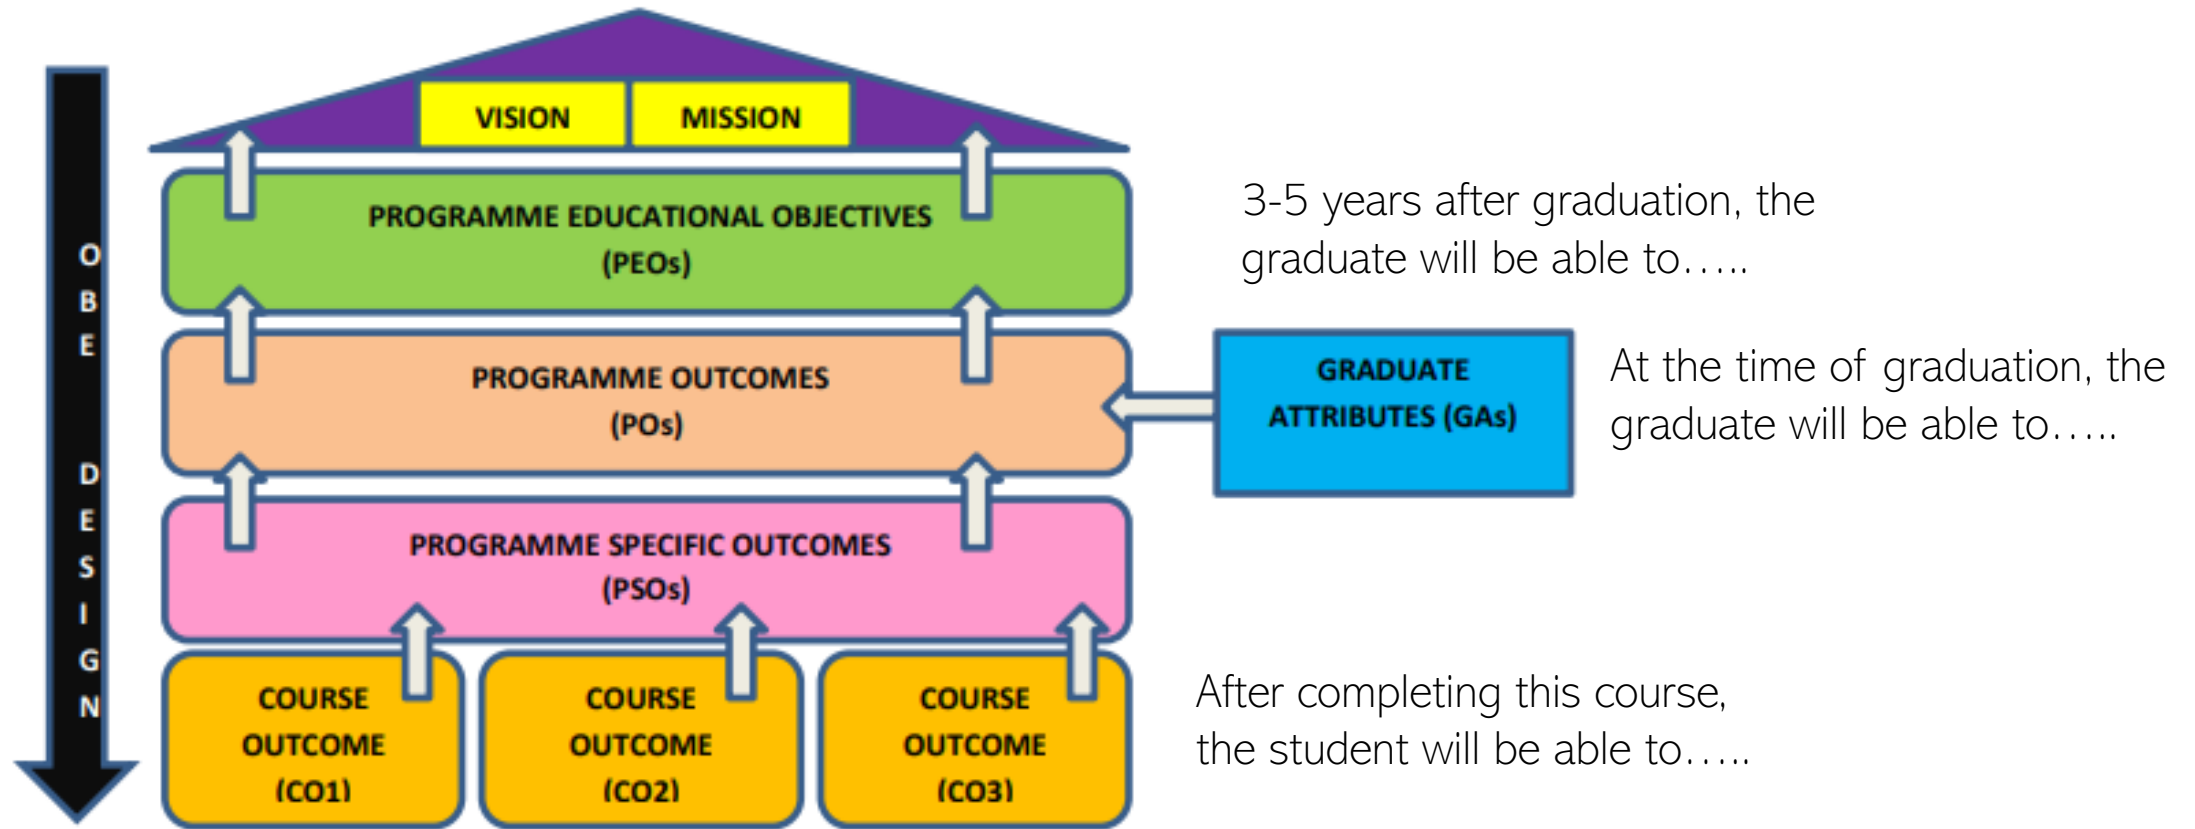 OBE DESIGN
VISION
MISSION
PROGRAMME EDUCATIONAL OBJECTIVES
(PEOs)
3-5 years after graduation, the
graduate will be able to…..
PROGRAMME OUTCOMES
(POs)
GRADUATE
ATTRIBUTES (GAs)
At the time of graduation, the
graduate will be able to…..
PROGRAMME SPECIFIC OUTCOMES
(PSOs)
COURSE
OUTCOME
(CO1)
COURSE
OUTCOME
(CO2)
COURSE
OUTCOME
(CO3)
After completing this course,
the student will be able to…..